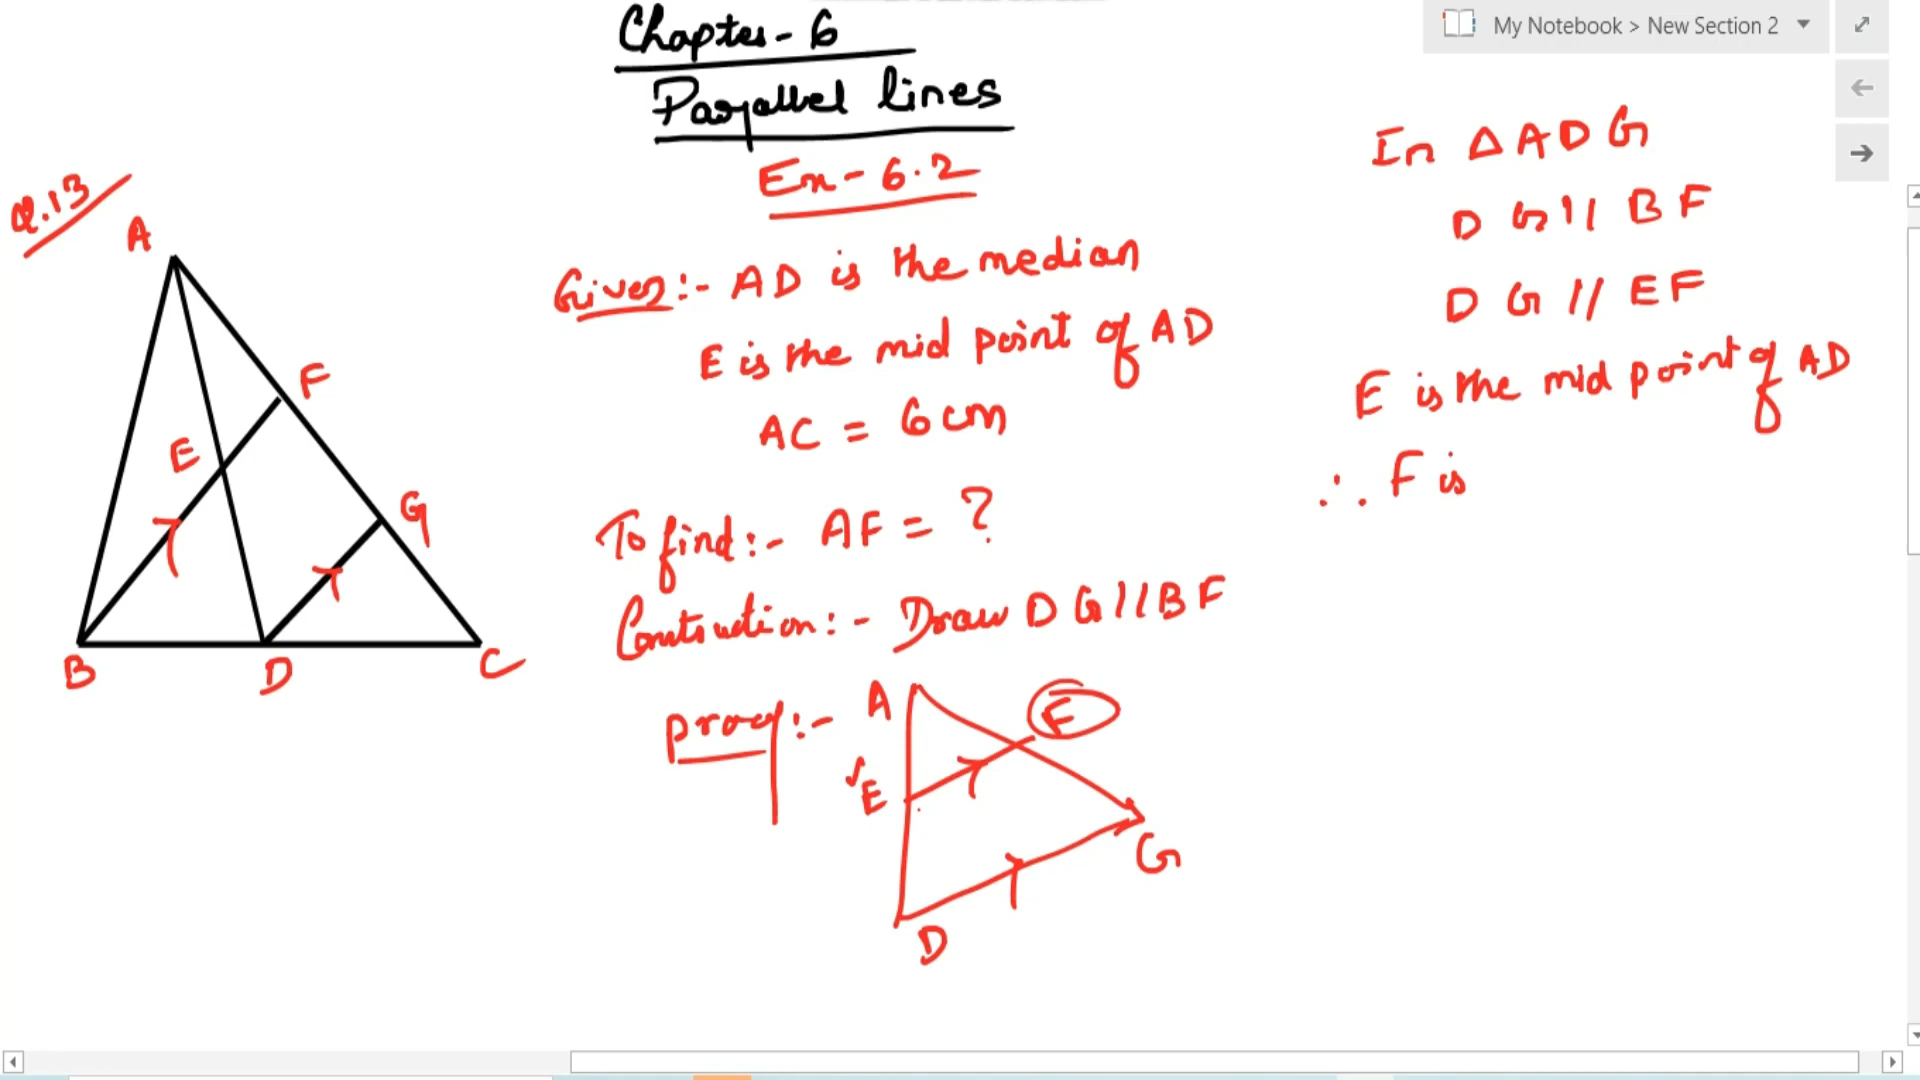 Chapter - 6
Parallel lines
Ex - 6.2
My Notebook > New Section 2
Q.13
A
F
E
G
B
D
C
Given :- AD is the median
E is the mid point of AD
AC = 6 cm
To find :- AF = ?
Constuction :- Draw DG // BF
proof :-
A
F
E
G
D
In Δ ADG
DG // BF
DG // EF
E is the mid point of AD
∴ F is